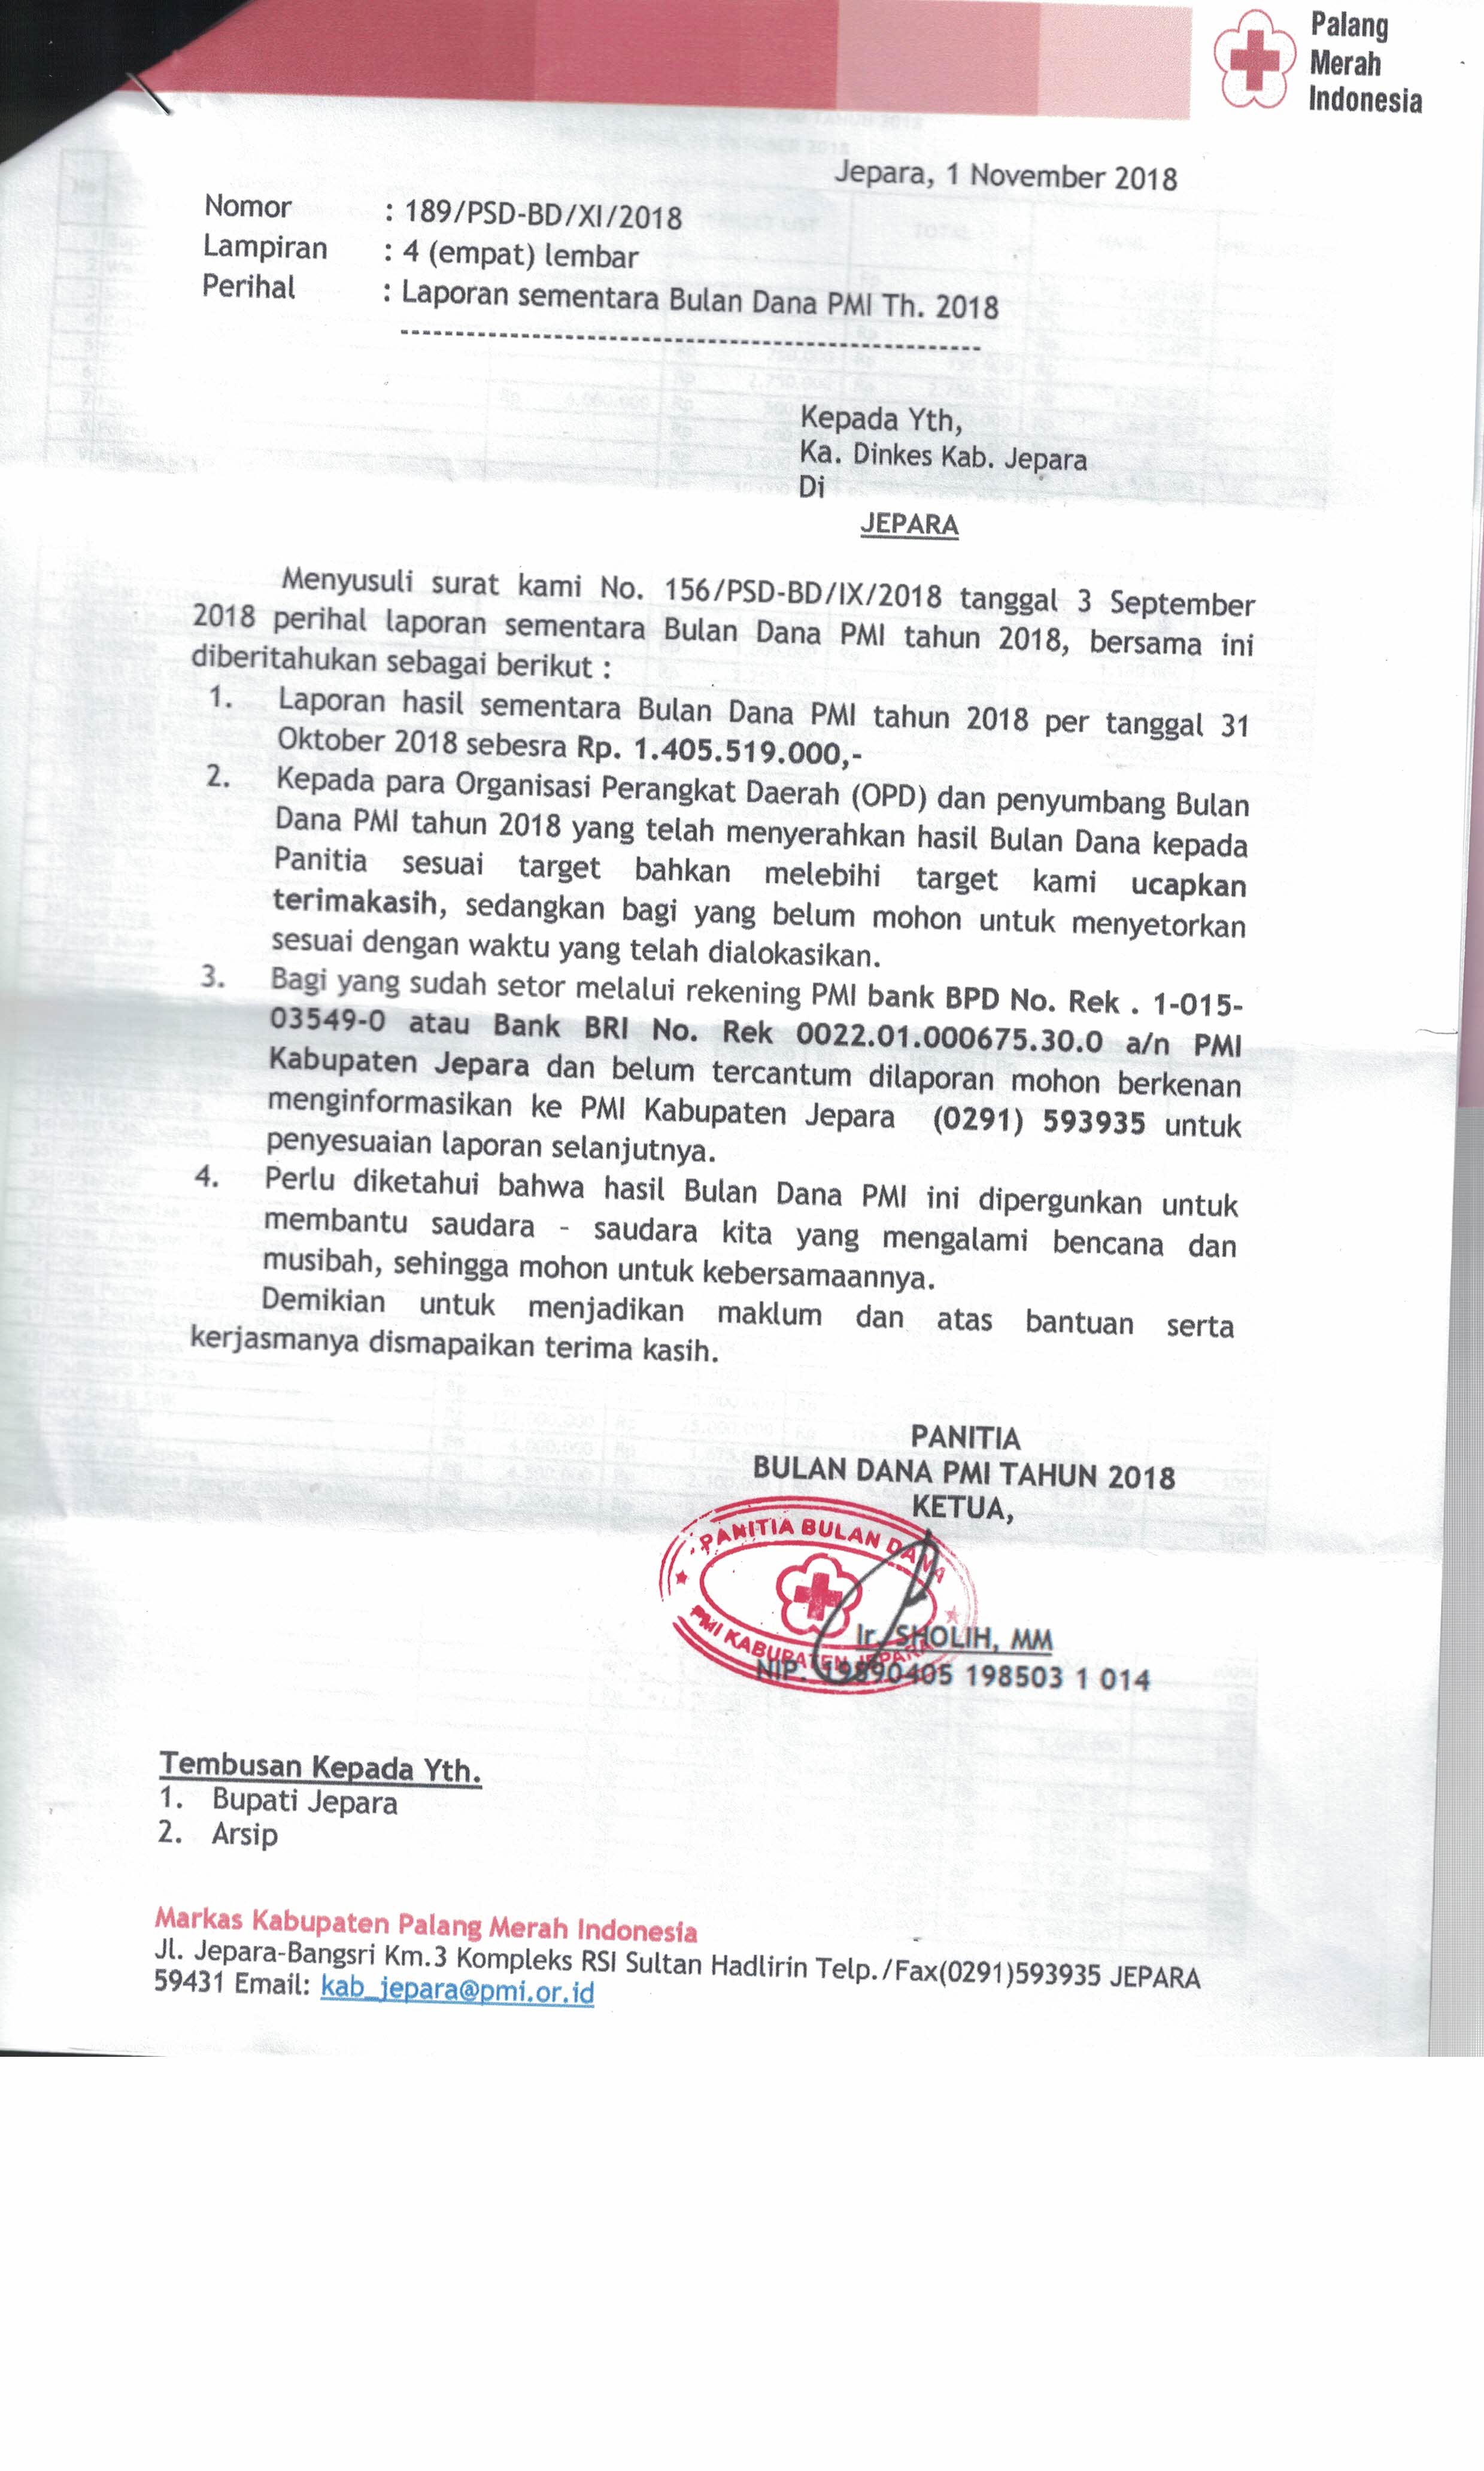 Palang
Merah
Indonesia
Jepara, 1 November 2018
Nomor : 189/PSD-BD/XI/2018
Lampiran : 4 (empat) lembar
Perihal : Laporan sementara Bulan Dana PMI Th. 2018
Kepada Yth,
Ka. Dinkes Kab. Jepara
Di
JEPARA
Menyusuli surat kami No. 156/PSD-BD/IX/2018 tanggal 3 September
2018 perihal laporan sementara Bulan Dana PMI tahun 2018, bersama ini
diberitahukan sebagai berikut :
1. Laporan hasil sementara Bulan Dana PMI tahun 2018 per tanggal 31
Oktober 2018 sebesra Rp. 1.405.519.000,-
2. Kepada para Organisasi Perangkat Daerah (OPD) dan penyumbang Bulan
Dana PMI tahun 2018 yang telah menyerahkan hasil Bulan Dana kepada
Panitia sesuai target bahkan melebihi target kami ucapkan
terimakasih, sedangkan bagi yang belum mohon untuk menyetorkan
sesuai dengan waktu yang telah dialokasikan.
3. Bagi yang sudah setor melalui rekening PMI bank BPD No. Rek . 1-015-
03549-0 atau Bank BRI No. Rek 0022.01.000675.30.0 a/n PMI
Kabupaten Jepara dan belum tercantum dilaporan mohon berkenan
menginformasikan ke PMI Kabupaten Jepara (0291) 593935 untuk
penyesuaian laporan selanjutnya.
4. Perlu diketahui bahwa hasil Bulan Dana PMI ini dipergunkan untuk
membantu saudara - saudara kita yang mengalami bencana dan
musibah, sehingga mohon untuk kebersamaannya.
Demikian untuk menjadikan maklum dan atas bantuan serta
kerjasmanya dismapaikan terima kasih.
PANITIA
BULAN DANA PMI TAHUN 2018
KETUA,
PANITIA BULAN DANA
PMI KABUPATEN JEPARA
Ir. SHOLIH, MM
NIP. 19590405 198503 1 014
Tembusan Kepada Yth.
1. Bupati Jepara
2. Arsip
Markas Kabupaten Palang Merah Indonesia
Jl. Jepara-Bangsri Km.3 Kompleks RSI Sultan Hadlirin Telp./Fax(0291)593935 JEPARA
59431 Email: kab_jepara@pmi.or.id